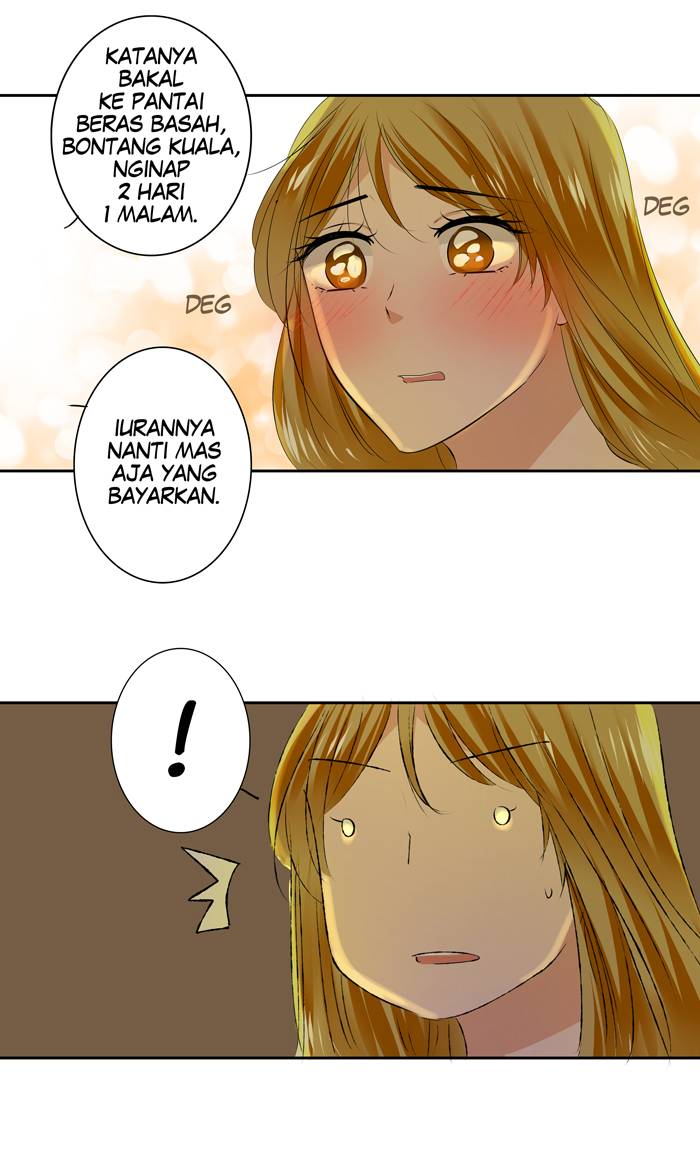 KATANYA
BAKAL
KE PANTAI
BERAS BASAH,
BONTANG KUALA,
NGINAP
2 HARI
1 MALAM.
DEG
DEG
IURANNYA
NANTI MAS
AJA YANG
BAYARKAN.
!